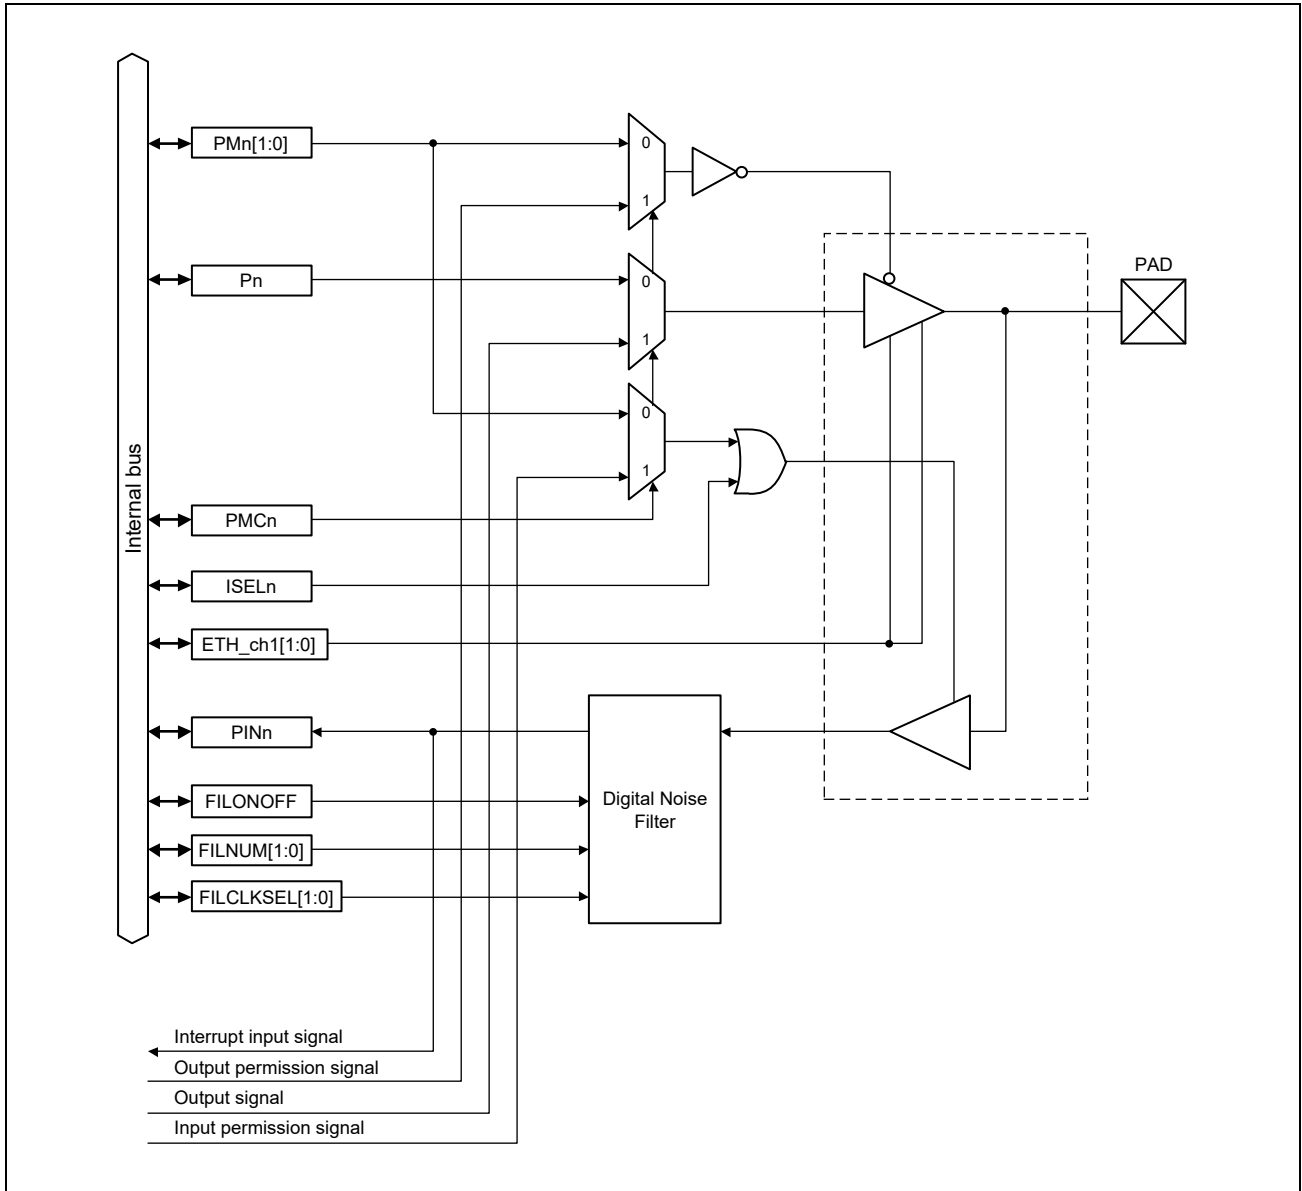 PMn[1:0]
0
1
Pn
0
1
PAD
0
1
Internal bus
PMCn
ISELn
ETH_ch1[1:0]
PINn
FILONOFF
FILNUM[1:0]
FILCLKSEL[1:0]
Digital Noise
Filter
Interrupt input signal
Output permission signal
Output signal
Input permission signal